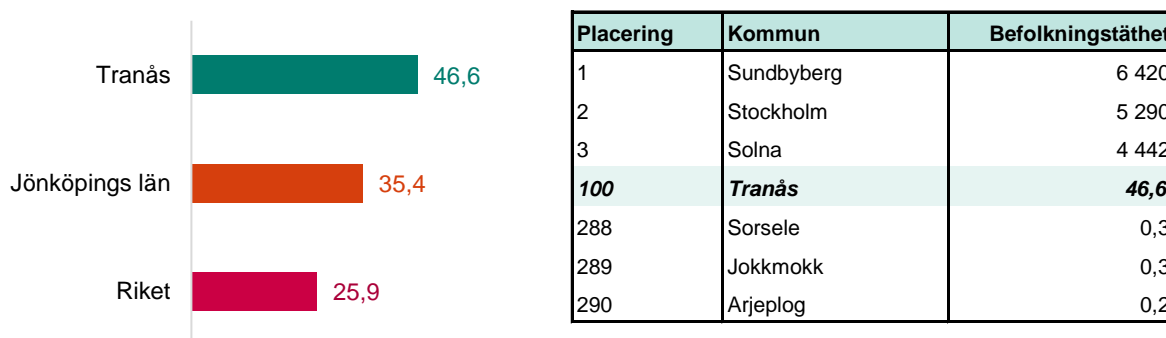 Tranås 46,6
Jönköpings län 35,4
Riket 25,9
Placering Kommun Befolkningstäthet
1 Sundbyberg 6 420
2 Stockholm 5 290
3 Solna 4 442
100 Tranås 46,6
288 Sorsele 0,3
289 Jokkmokk 0,3
290 Arjeplog 0,2